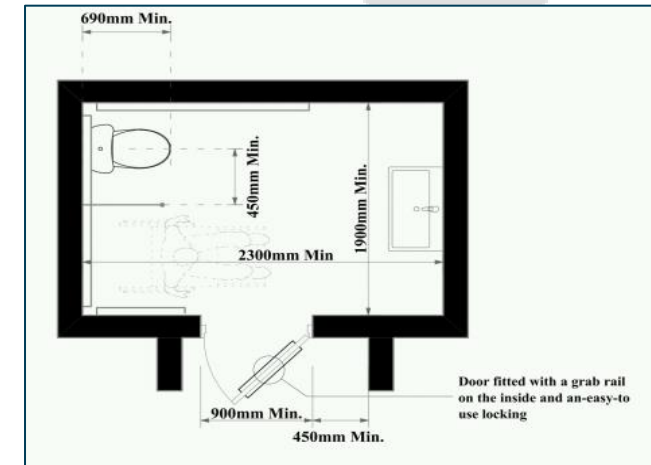 690mm Min.
450mm Min.
1900mm Min.
2300mm Min
900mm Min.
450mm Min.
Door fitted with a grab rail
on the inside and an-easy-to
use locking